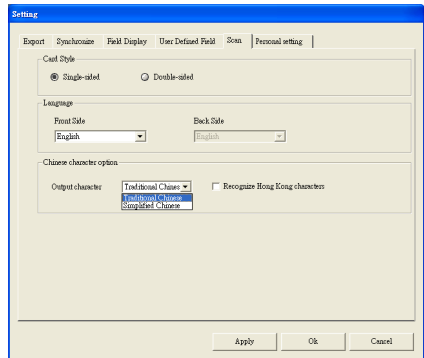 Setting
Export Synchronize Field Display User Defined Field Scan Personal setting
Card Style
Single-sided Double-sided
Language
Front Side Back Side
English English
Chinese character option
Output character Traditional Chines Recognize Hong Kong characters
Traditional Chinese
Simplified Chinese
Apply Ok Cancel